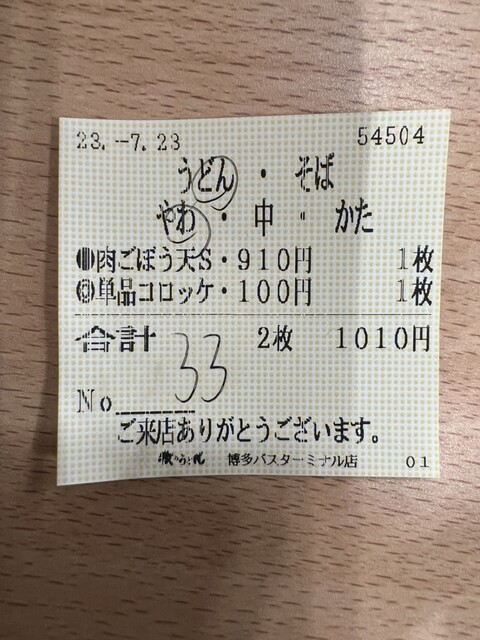 23.-7.23 54504
うどん・そば
やわ・中・かた
肉ごぼう天S・910円 1枚
単品コロッケ・100円 1枚
合計 2枚 1010円
No 33
ご来店ありがとうございます。
博多バスターミナル店 01